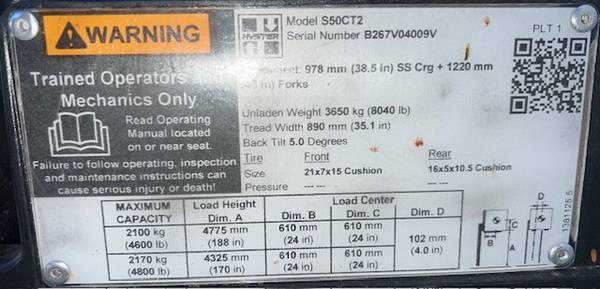 WARNING
Trained Operators and
Mechanics Only
Read Operating
Manual located
on or near seat.
Failure to follow operating, inspection
and maintenance instructions can
cause serious injury or death!
HYSTER
Model S50CT2
Serial Number B267V04009V
PLT 1
978 mm (38.5 in) SS Crg + 1220 mm
Forks
Unladen Weight 3650 kg (8040 lb)
Tread Width 890 mm (35.1 in)
Back Tilt 5.0 Degrees
Tire Front Rear
Size 21x7x15 Cushion 16x5x10.5 Cushion
Pressure --- ---
MAXIMUM CAPACITY Load Height Dim. A Load Center
Dim. B Dim. C Dim. D
2100 kg 4775 mm 610 mm 610 mm
(4600 lb) (188 in) (24 in) (24 in)
102 mm
(4.0 in)
2170 kg 4325 mm 610 mm 610 mm
(4800 lb) (170 in) (24 in) (24 in)
D
C
B
A
1381125 5